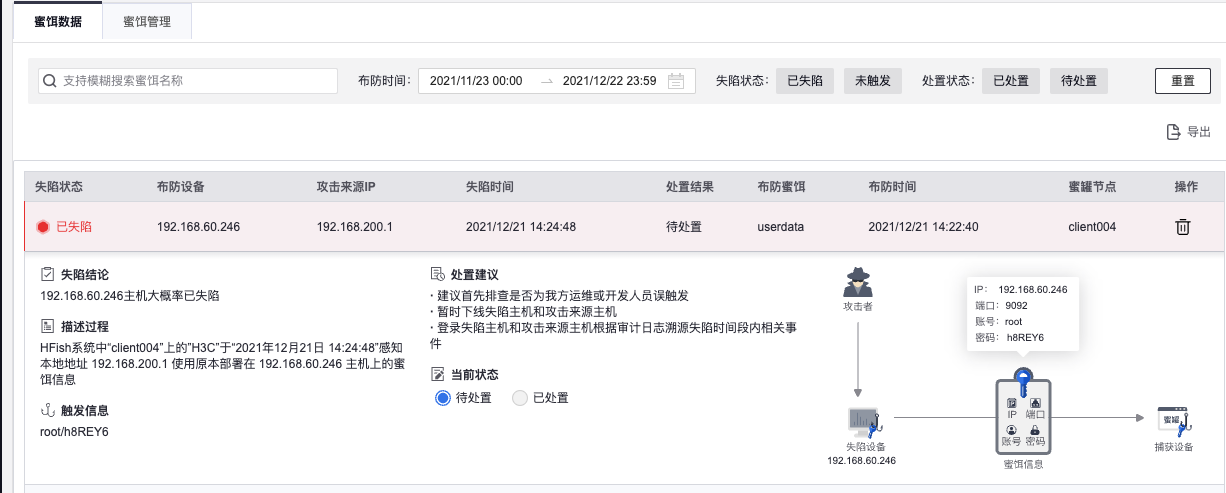 蜜饵数据 蜜饵管理
支持模糊搜索蜜饵名称 布防时间： 2021/11/23 00:00 → 2021/12/22 23:59 失陷状态： 已失陷 未触发 处置状态： 已处置 待处置 重置
导出
失陷状态 布防设备 攻击来源IP 失陷时间 处置结果 布防蜜饵 布防时间 蜜罐节点 操作
已失陷 192.168.60.246 192.168.200.1 2021/12/21 14:24:48 待处置 userdata 2021/12/21 14:22:40 client004
失陷结论
192.168.60.246主机大概率已失陷
描述过程
HFish系统中“client004”上的”H3C”于“2021年12月21日 14:24:48”感知
本地地址 192.168.200.1 使用原本部署在 192.168.60.246 主机上的蜜
饵信息
触发信息
root/h8REY6
处置建议
· 建议首先排查是否为我方运维或开发人员误触发
· 暂时下线失陷主机和攻击来源主机
· 登录失陷主机和攻击来源主机根据审计日志溯源失陷时间段内相关事
件
当前状态
待处置 已处置
攻击者
IP： 192.168.60.246
端口： 9092
账号： root
密码： h8REY6
IP 端口
账号 密码
蜜饵信息
失陷设备
192.168.60.246
蜜罐
捕获设备